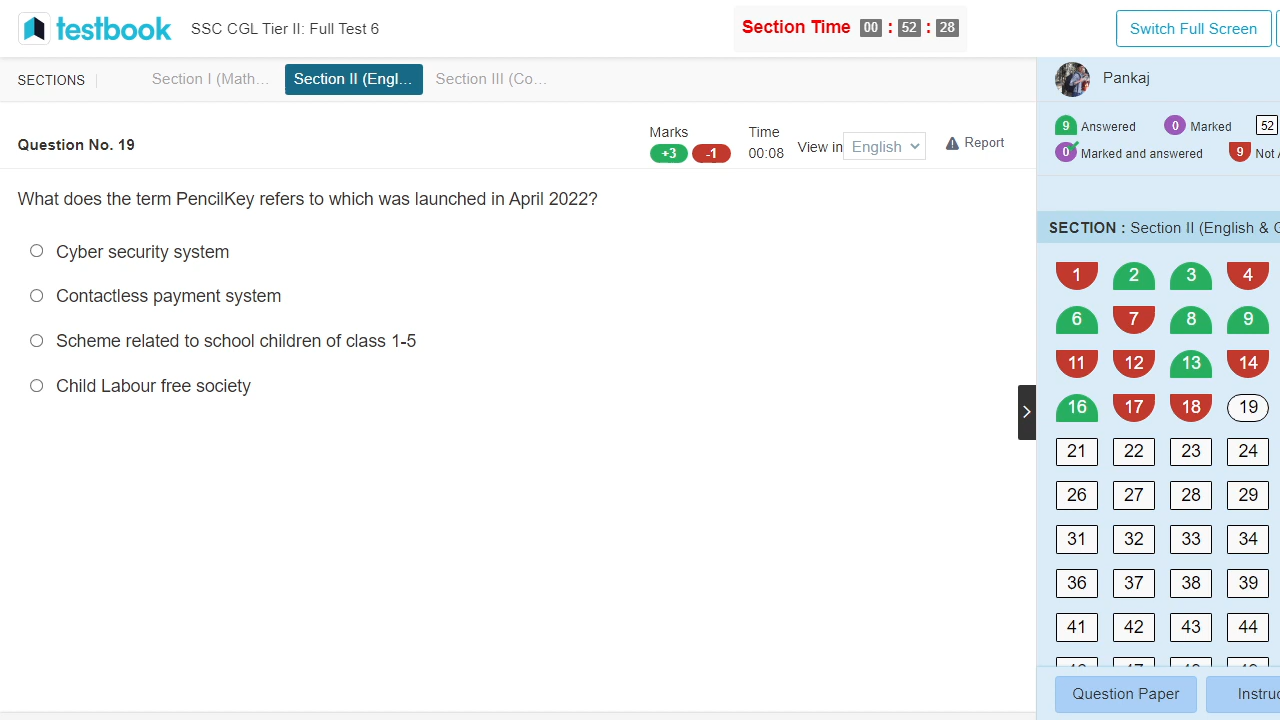 testbook SSC CGL Tier II: Full Test 6 Section Time 00 : 52 : 28 Switch Full Screen
SECTIONS Section I (Math... Section II (Engl... Section III (Co... Pankaj
Question No. 19 Marks +3 -1 Time 00:08 View in English Report
9 Answered 0 Marked 52
0 Marked and answered 9 Not
What does the term PencilKey refers to which was launched in April 2022?
SECTION : Section II (English &
Cyber security system
Contactless payment system
Scheme related to school children of class 1-5
Child Labour free society
1 2 3 4
6 7 8 9
11 12 13 14
16 17 18 19
21 22 23 24
26 27 28 29
31 32 33 34
36 37 38 39
41 42 43 44
Question Paper Instruc